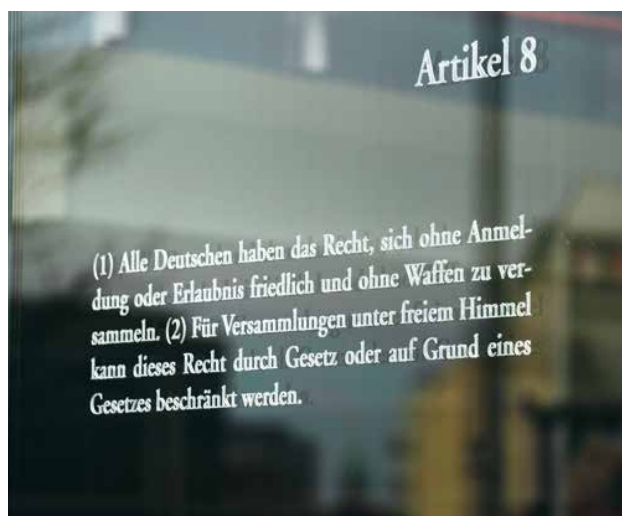 Artikel 8
(1) Alle Deutschen haben das Recht, sich ohne Anmel-
dung oder Erlaubnis friedlich und ohne Waffen zu ver-
sammeln. (2) Für Versammlungen unter freiem Himmel
kann dieses Recht durch Gesetz oder auf Grund eines
Gesetzes beschränkt werden.